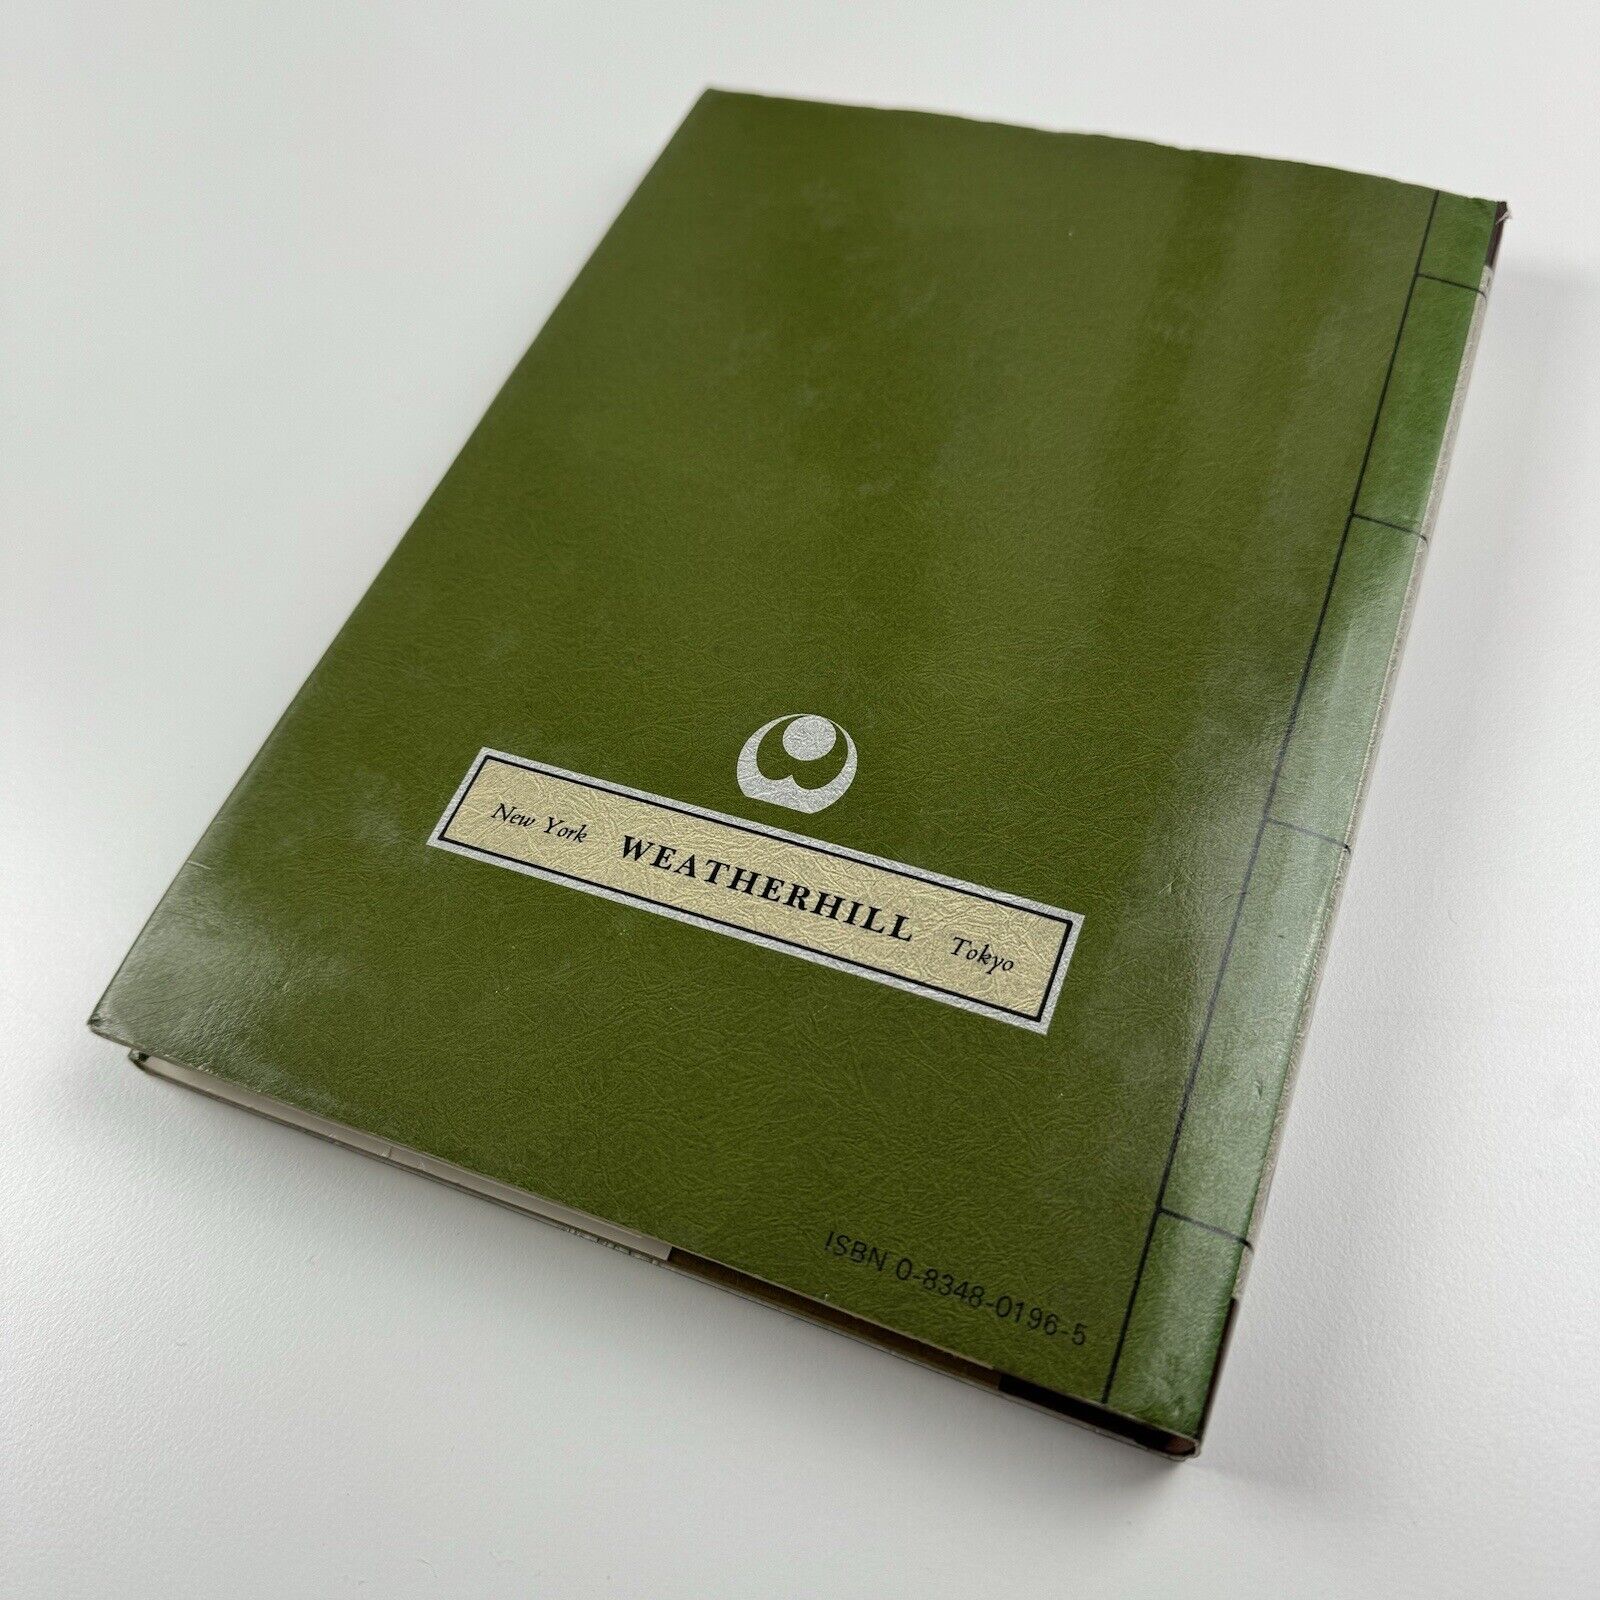 New York WEATHERHILL Tokyo
ISBN 0-8348-0196-5